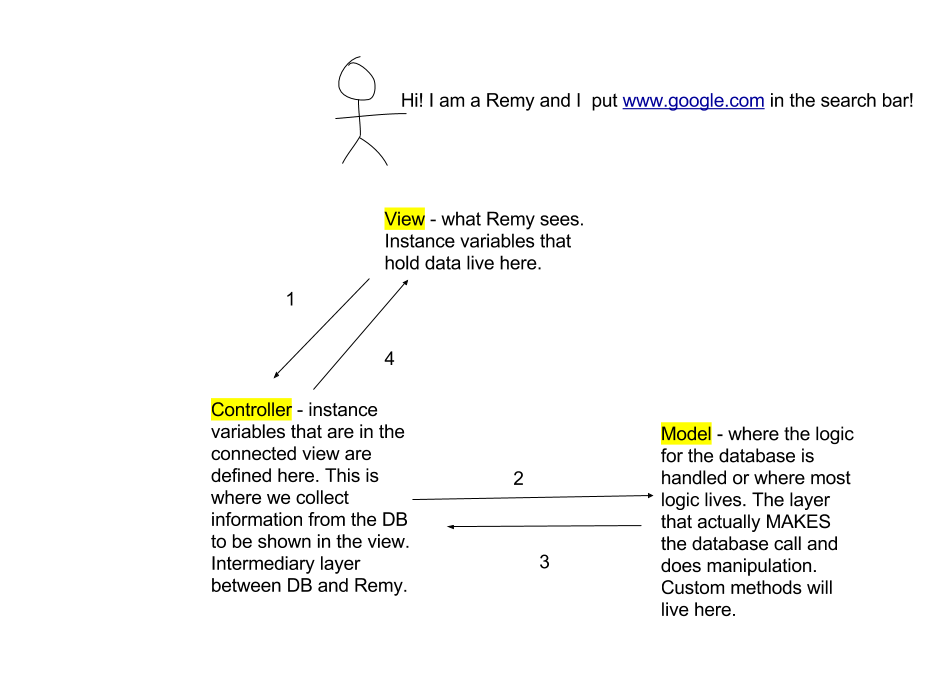 Hi! I am a Remy and I  put www.google.com in the search bar!
View - what Remy sees.
Instance variables that
hold data live here.
1
4
Controller - instance
variables that are in the
connected view are
defined here. This is
where we collect
information from the DB
to be shown in the view.
Intermediary layer
between DB and Remy.
2
3
Model - where the logic
for the database is
handled or where most
logic lives. The layer
that actually MAKES
the database call and
does manipulation.
Custom methods will
live here.